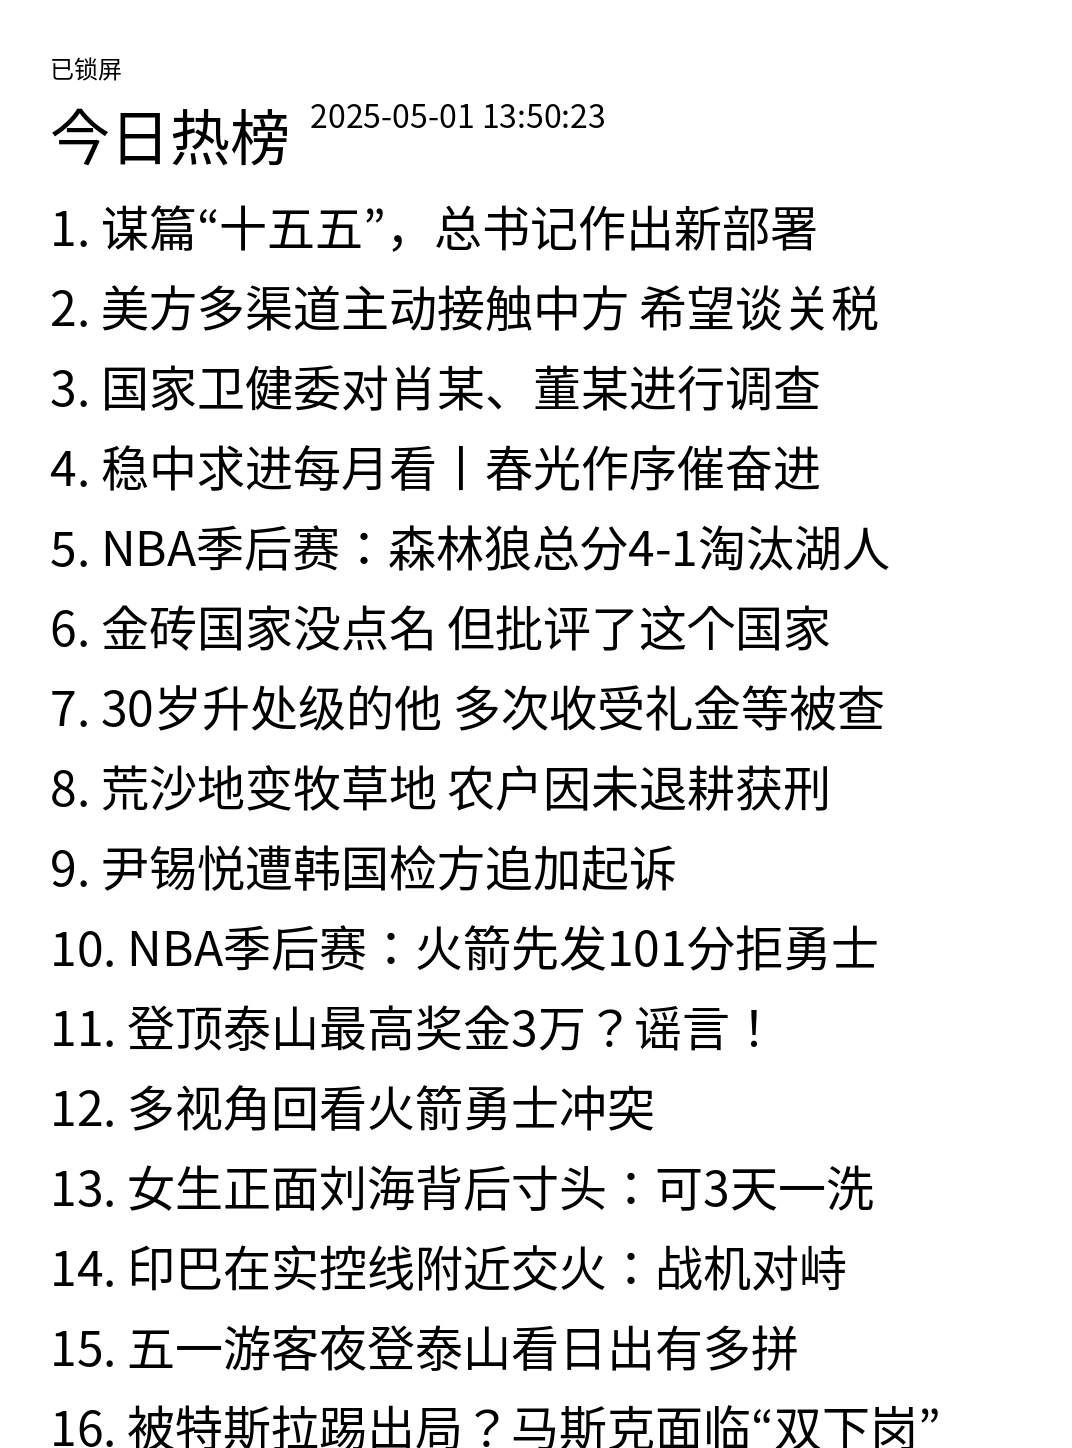 已锁屏
今日热榜 2025-05-01 13:50:23
1. 谋篇“十五五”，总书记作出新部署
2. 美方多渠道主动接触中方 希望谈关税
3. 国家卫健委对肖某、董某进行调查
4. 稳中求进每月看丨春光作序催奋进
5. NBA季后赛：森林狼总分4-1淘汰湖人
6. 金砖国家没点名 但批评了这个国家
7. 30岁升处级的他 多次收受礼金等被查
8. 荒沙地变牧草地 农户因未退耕获刑
9. 尹锡悦遭韩国检方追加起诉
10. NBA季后赛：火箭先发101分拒勇士
11. 登顶泰山最高奖金3万？谣言！
12. 多视角回看火箭勇士冲突
13. 女生正面刘海背后寸头：可3天一洗
14. 印巴在实控线附近交火：战机对峙
15. 五一游客夜登泰山看日出有多拼
16. 被特斯拉踢出局？马斯克面临“双下岗”